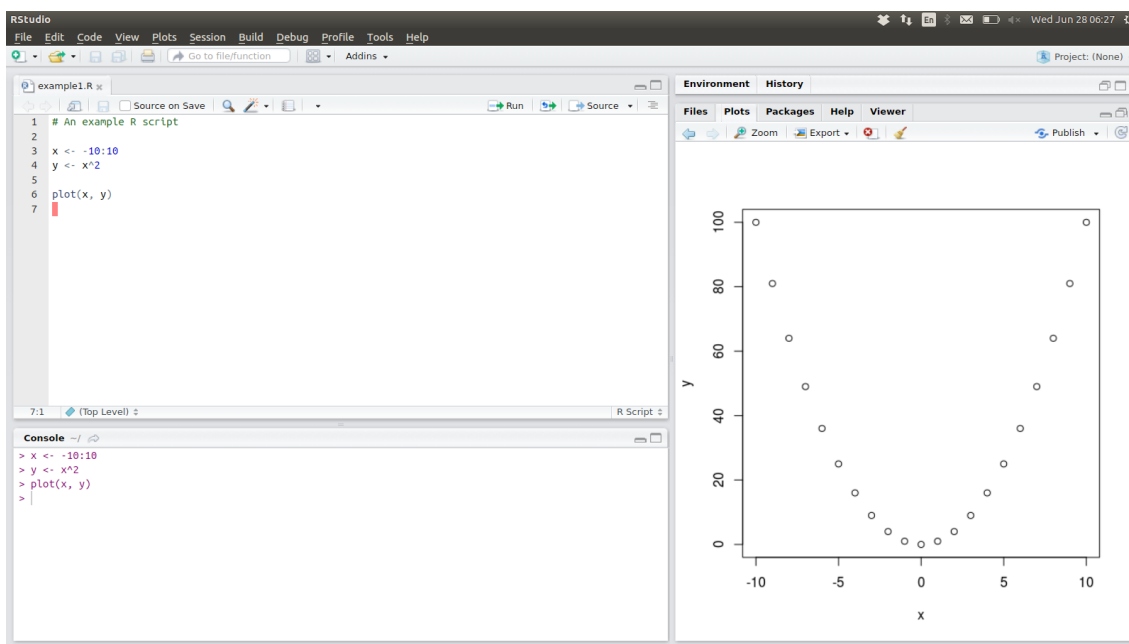 RStudio
En
Wed Jun 28 06:27
File Edit Code View Plots Session Build Debug Profile Tools Help
Go to file/function
Addins
Project: (None)
example1.R
Source on Save
Run
Source
1 # An example R script
2
3 x <- -10:10
4 y <- x^2
5
6 plot(x, y)
7
7:1 (Top Level)
R Script
Console ~/
> x <- -10:10
> y <- x^2
> plot(x, y)
>
Environment History
Files Plots Packages Help Viewer
Zoom Export Publish
100
80
60
40
20
0
y
-10 -5 0 5 10
x